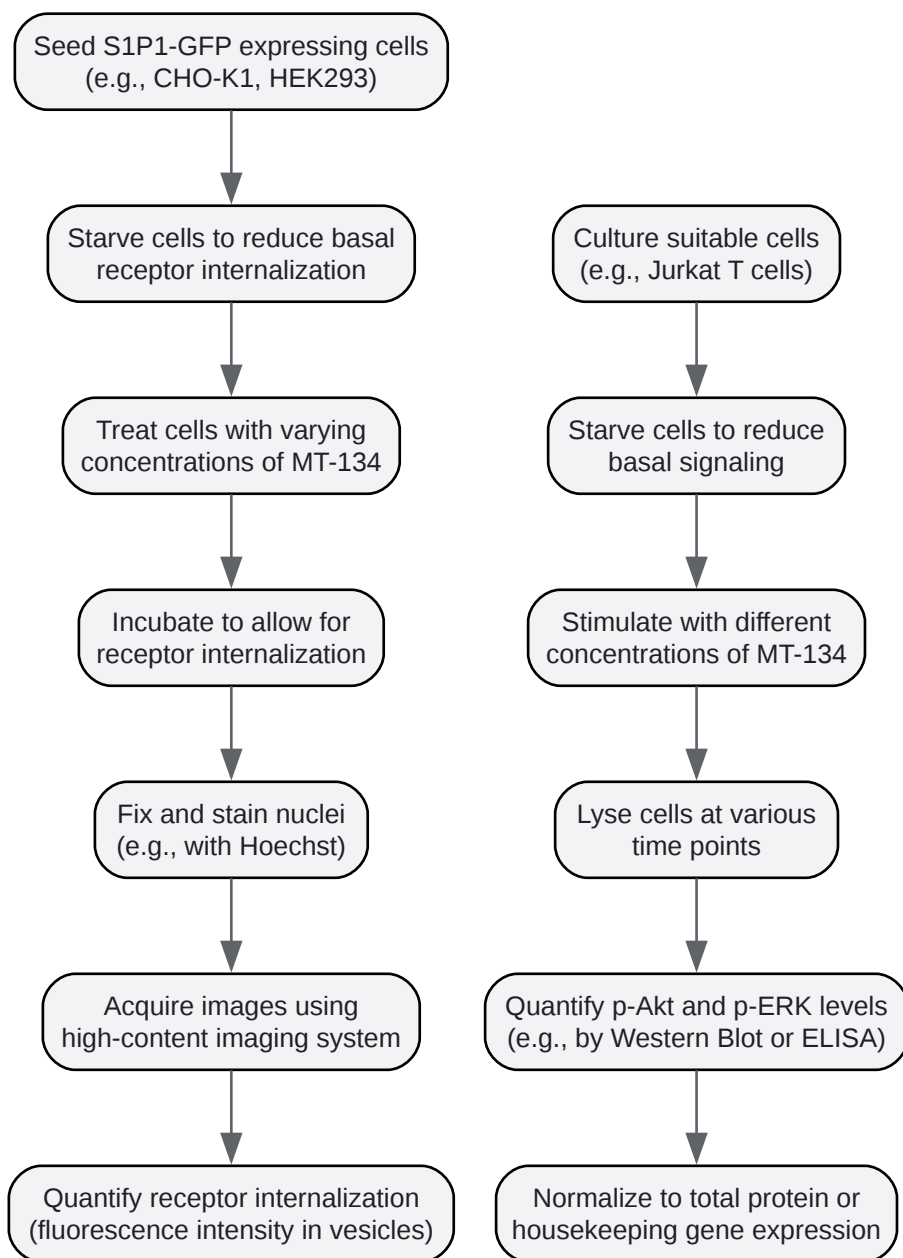 Seed S1P1-GFP expressing cells
(e.g., CHO-K1, HEK293)
Starve cells to reduce basal
receptor internalization
Treat cells with varying
concentrations of MT-134
Incubate to allow for
receptor internalization
Fix and stain nuclei
(e.g., with Hoechst)
Acquire images using
high-content imaging system
Quantify receptor internalization
(fluorescence intensity in vesicles)
Culture suitable cells
(e.g., Jurkat T cells)
Starve cells to reduce
basal signaling
Stimulate with different
concentrations of MT-134
Lyse cells at various
time points
Quantify p-Akt and p-ERK levels
(e.g., by Western Blot or ELISA)
Normalize to total protein or
housekeeping gene expression